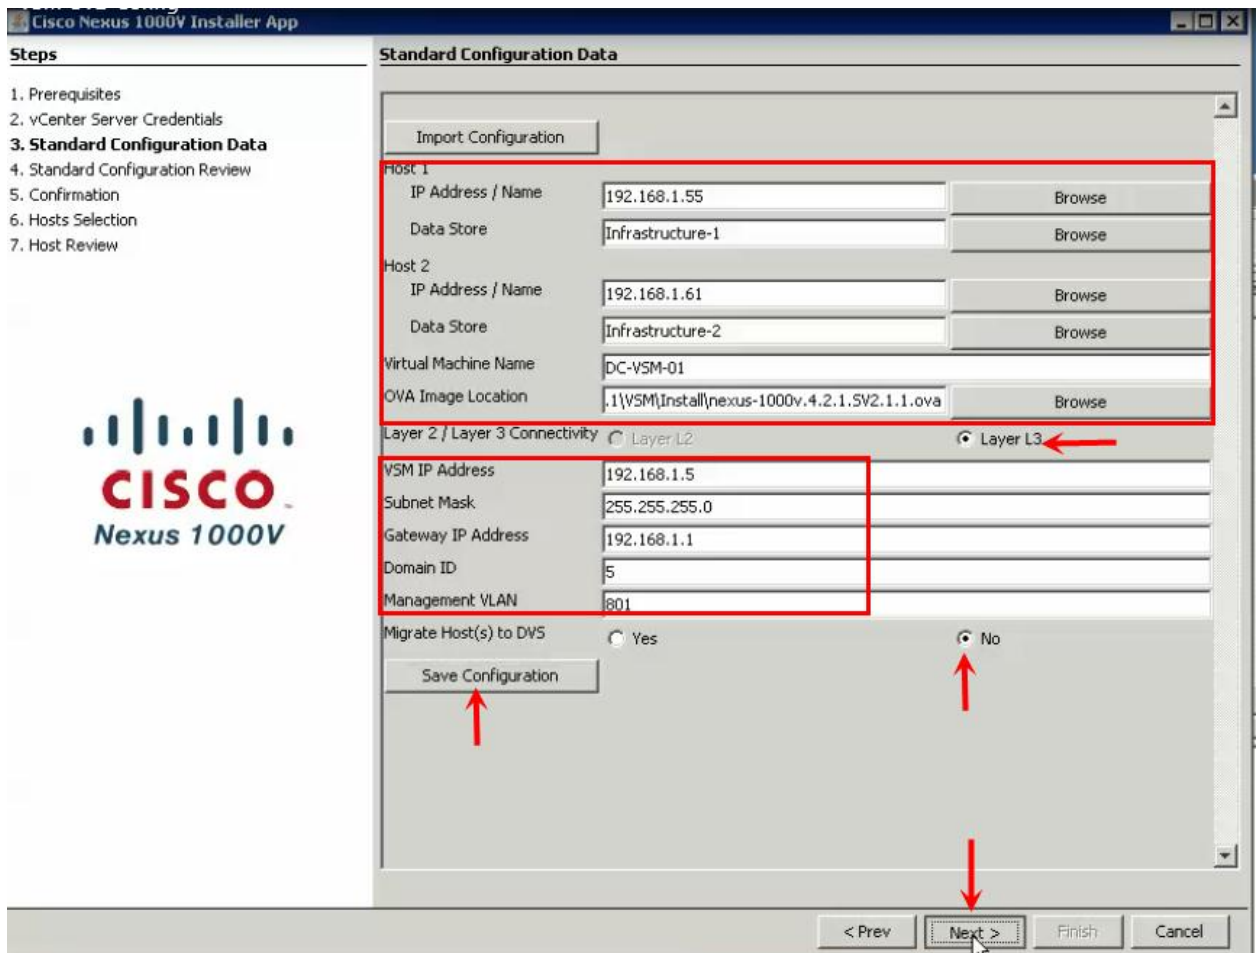 Cisco Nexus 1000V Installer App
Steps
1. Prerequisites
2. vCenter Server Credentials
3. Standard Configuration Data
4. Standard Configuration Review
5. Confirmation
6. Hosts Selection
7. Host Review
CISCO
Nexus 1000V
Standard Configuration Data
Import Configuration
Host 1
IP Address / Name 192.168.1.55 Browse
Data Store Infrastructure-1 Browse
Host 2
IP Address / Name 192.168.1.61 Browse
Data Store Infrastructure-2 Browse
Virtual Machine Name DC-VSM-01
OVA Image Location .1\VSM\Install\nexus-1000v.4.2.1.SV2.1.1.ova Browse
Layer 2 / Layer 3 Connectivity Layer L2 Layer L3
VSM IP Address 192.168.1.5
Subnet Mask 255.255.255.0
Gateway IP Address 192.168.1.1
Domain ID 5
Management VLAN 801
Migrate Host(s) to DVS Yes No
Save Configuration
< Prev Next > Finish Cancel